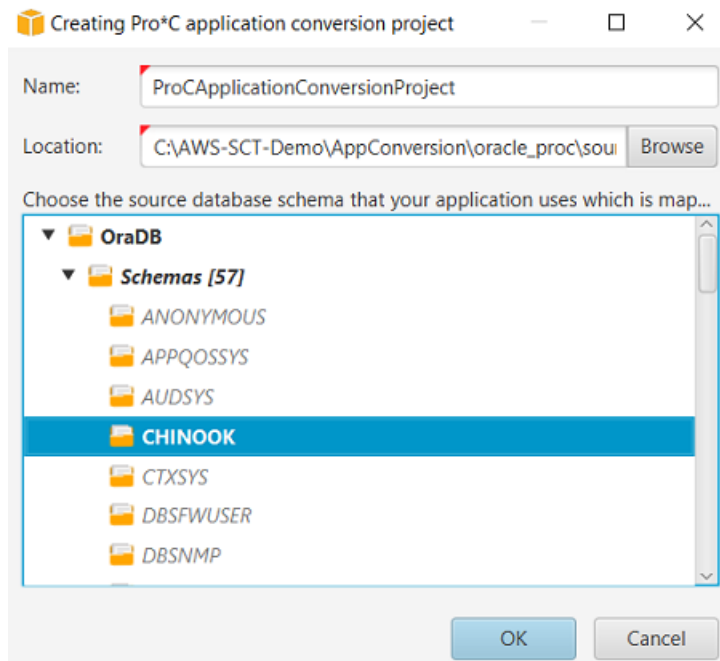 Creating Pro*C application conversion project
Name: ProCApplicationConversionProject
Location: C:\AWS-SCT-Demo\AppConversion\oracle_proc\sour Browse
Choose the source database schema that your application uses which is map...
OraDB
Schemas [57]
ANONYMOUS
APPQOSSYS
AUDSYS
CHINOOK
CTXSYS
DBSFWUSER
DBSNMP
OK Cancel